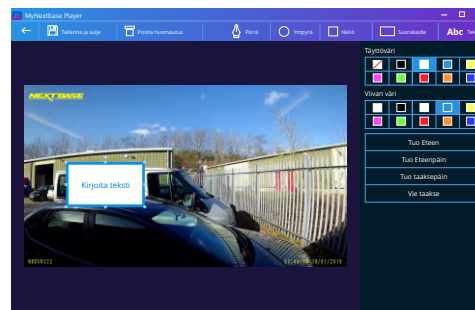 MyNextbase Player
Tallenna ja sulje
Poista huomautus
Piirrä
Ympyrä
Neliö
Suorakaide
Abc
Täyttöväri
NEXTBASE
Viivan väri
Tuo Eteen
Tuo Eteenpäin
Tuo taaksepäin
Vie taakse
Kirjoita teksti